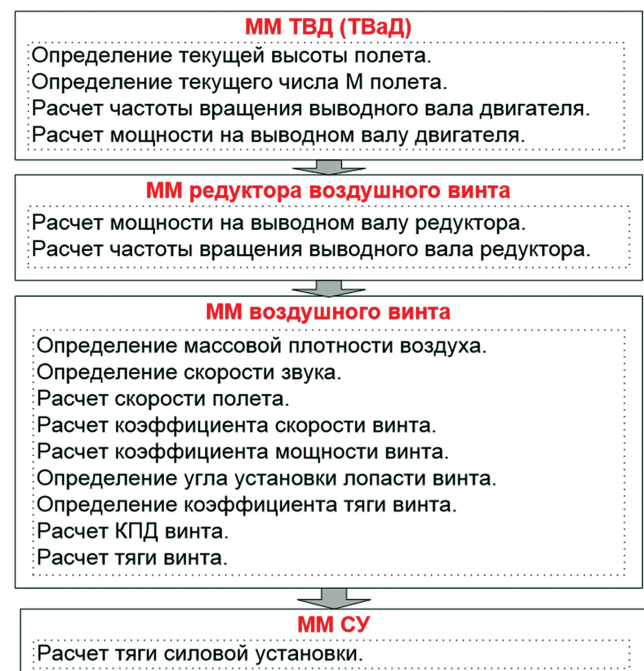 ММ ТВД (ТВаД)
Определение текущей высоты полета.
Определение текущего числа М полета.
Расчет частоты вращения выводного вала двигателя.
Расчет мощности на выводном валу двигателя.
ММ редуктора воздушного винта
Расчет мощности на выводном валу редуктора.
Расчет частоты вращения выводного вала редуктора.
ММ воздушного винта
Определение массовой плотности воздуха.
Определение скорости звука.
Расчет скорости полета.
Расчет коэффициента скорости винта.
Расчет коэффициента мощности винта.
Определение угла установки лопасти винта.
Определение коэффициента тяги винта.
Расчет КПД винта.
Расчет тяги винта.
ММ СУ
Расчет тяги силовой установки.